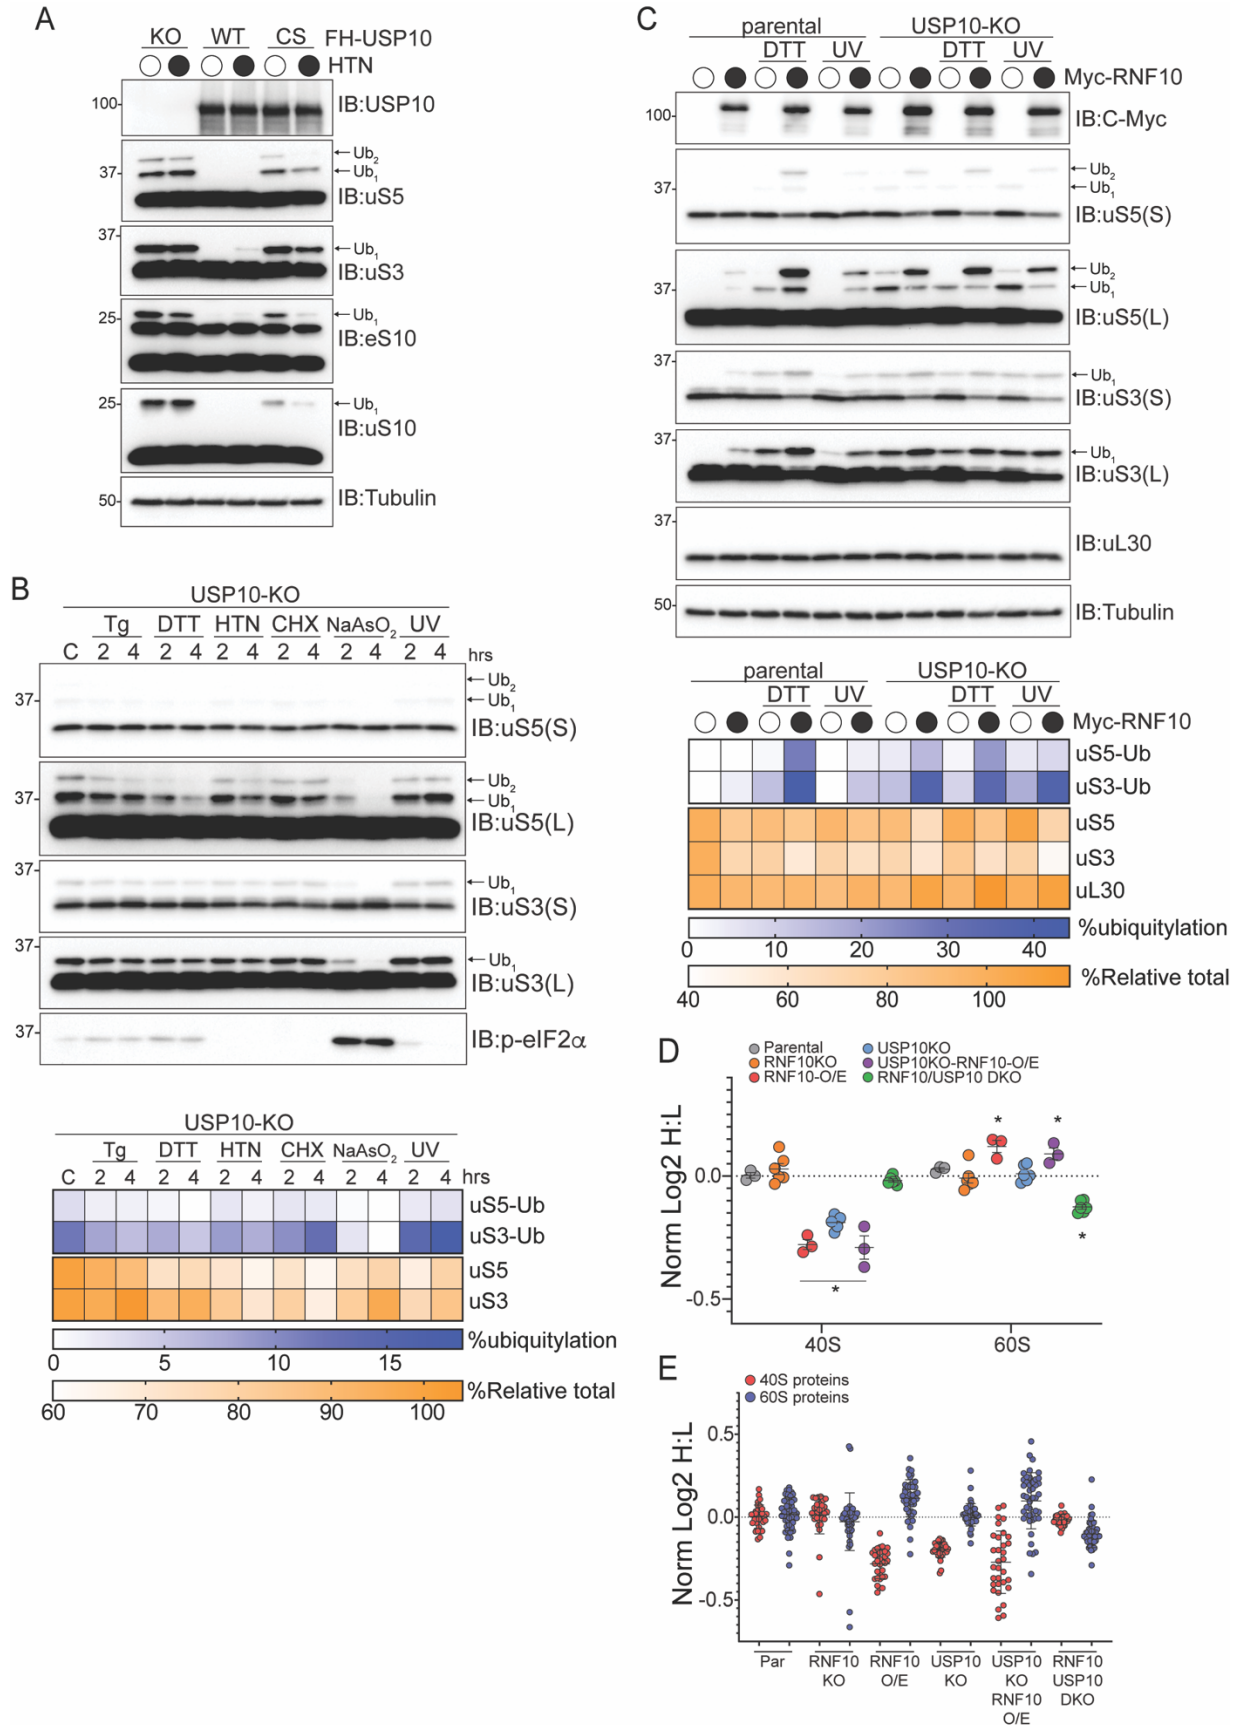 A
KO WT CS FH-USP10
HTN
100- IB:USP10
Ub2
37- Ub1
IB:uS5
37-
Ub1
IB:uS3
25- Ub1
IB:eS10
25- Ub1
IB:uS10
50- IB:Tubulin
B
USP10-KO
Tg DTT HTN CHX NaAsO2 UV
C 2 4 2 4 2 4 2 4 2 4 2 4 hrs
Ub2
37- Ub1
IB:uS5(S)
Ub2
37- Ub1
IB:uS5(L)
37-
Ub1
IB:uS3(S)
37-
Ub1
IB:uS3(L)
37-
IB:p-eIF2α
USP10-KO
Tg DTT HTN CHX NaAsO2 UV
C 2 4 2 4 2 4 2 4 2 4 2 4 hrs
uS5-Ub
uS3-Ub
uS5
uS3
%ubiquitylation
0 5 10 15
%Relative total
60 70 80 90 100
C
parental USP10-KO
DTT UV DTT UV
Myc-RNF10
100- IB:C-Myc
Ub2
37- Ub1
IB:uS5(S)
Ub2
37- Ub1
IB:uS5(L)
37-
Ub1
IB:uS3(S)
37-
Ub1
IB:uS3(L)
37-
IB:uL30
50-
IB:Tubulin
parental USP10-KO
DTT UV DTT UV
Myc-RNF10
uS5-Ub
uS3-Ub
uS5
uS3
uL30
%ubiquitylation
0 10 20 30 40
%Relative total
40 60 80 100
D
Parental USP10KO
RNF10KO USP10KO-RNF10-O/E
RNF10-O/E RNF10/USP10 DKO
Norm Log2 H:L
0.0
-0.5
* * * *
40S 60S
E
40S proteins
60S proteins
Norm Log2 H:L
0.5
0.0
-0.5
Par RNF10 RNF10 USP10 USP10 RNF10
KO O/E KO KO USP10
RNF10 DKO
O/E